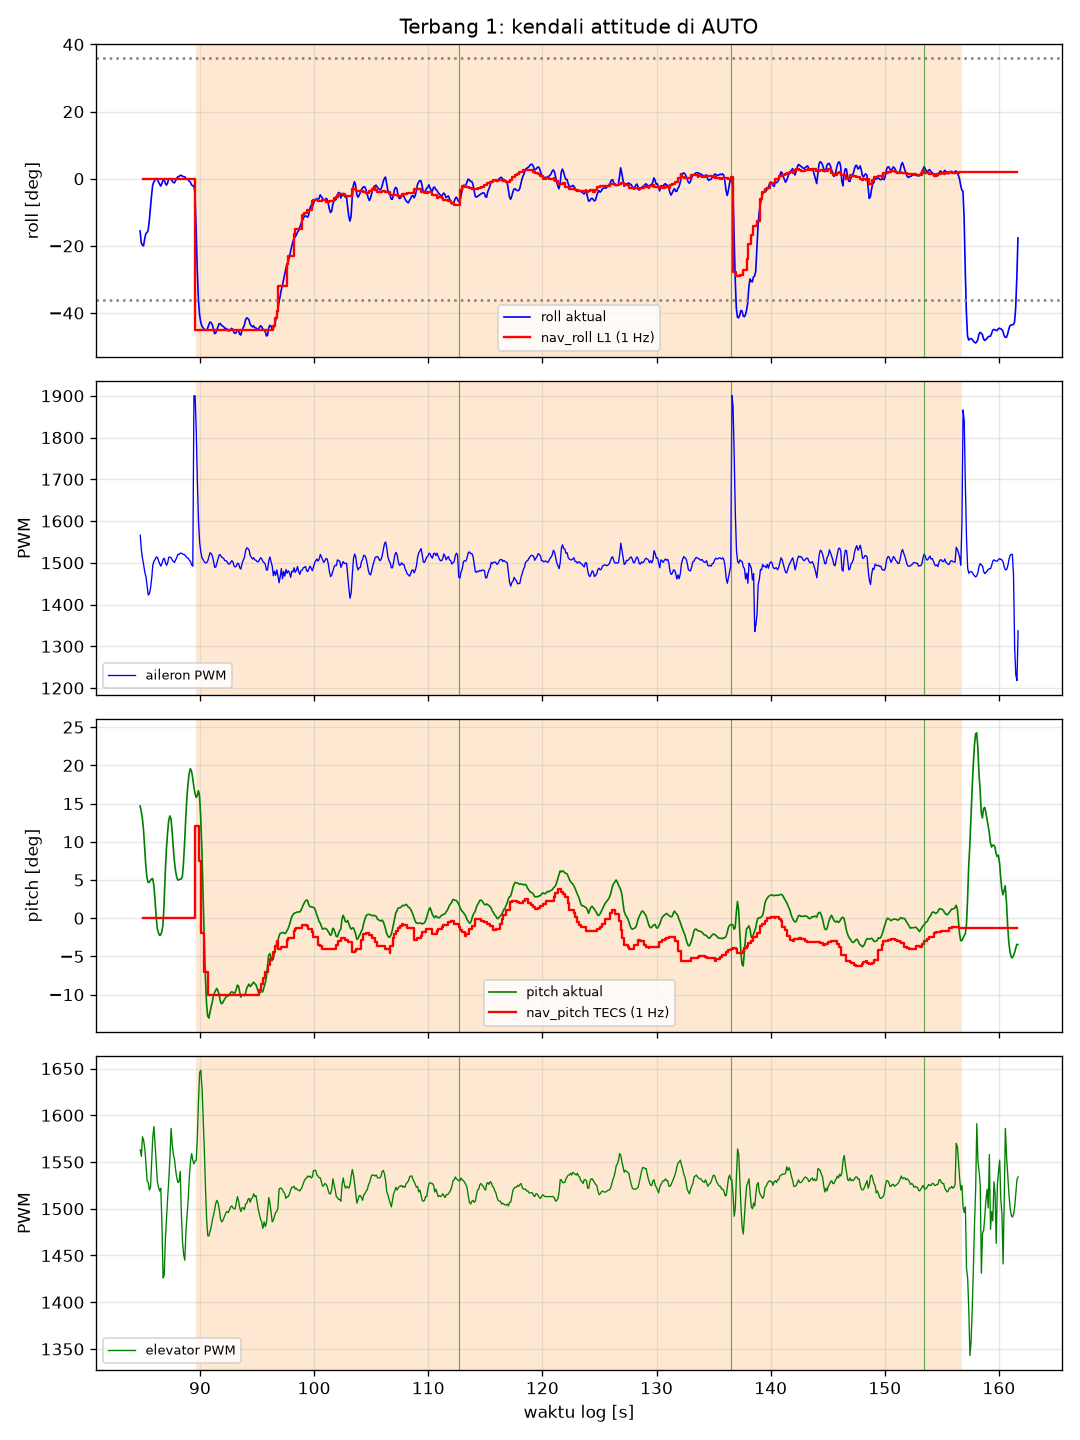 Terbang 1: kendali attitude di AUTO
40
20
0
−20
−40
roll [deg]
roll aktual
nav_roll L1 (1 Hz)
1900
1800
1700
1600
1500
1400
1300
1200
PWM
aileron PWM
25
20
15
10
5
0
−5
−10
pitch [deg]
pitch aktual
nav_pitch TECS (1 Hz)
1650
1600
1550
1500
1450
1400
1350
PWM
elevator PWM
90 100 110 120 130 140 150 160
waktu log [s]